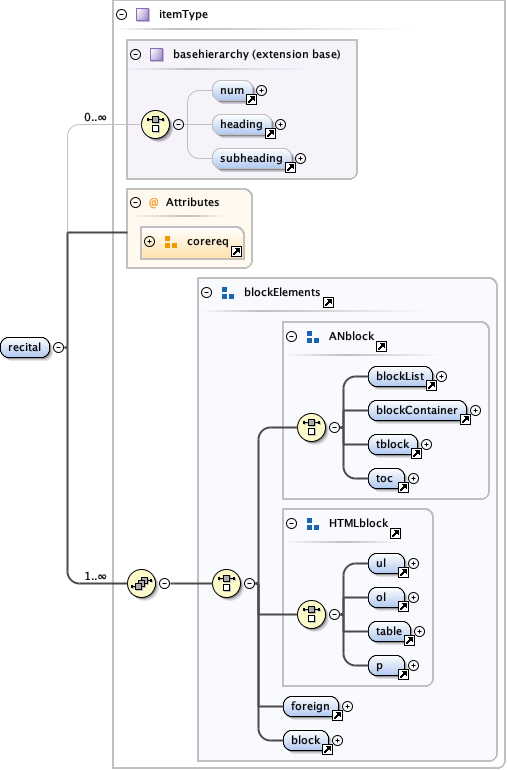 itemType
basehierarchy (extension base)
num
0..∞
heading
subheading
@ Attributes
corereq
blockElements
ANblock
recital
blockList
blockContainer
tblock
toc
HTMLblock
ul
1..∞
ol
table
p
foreign
block